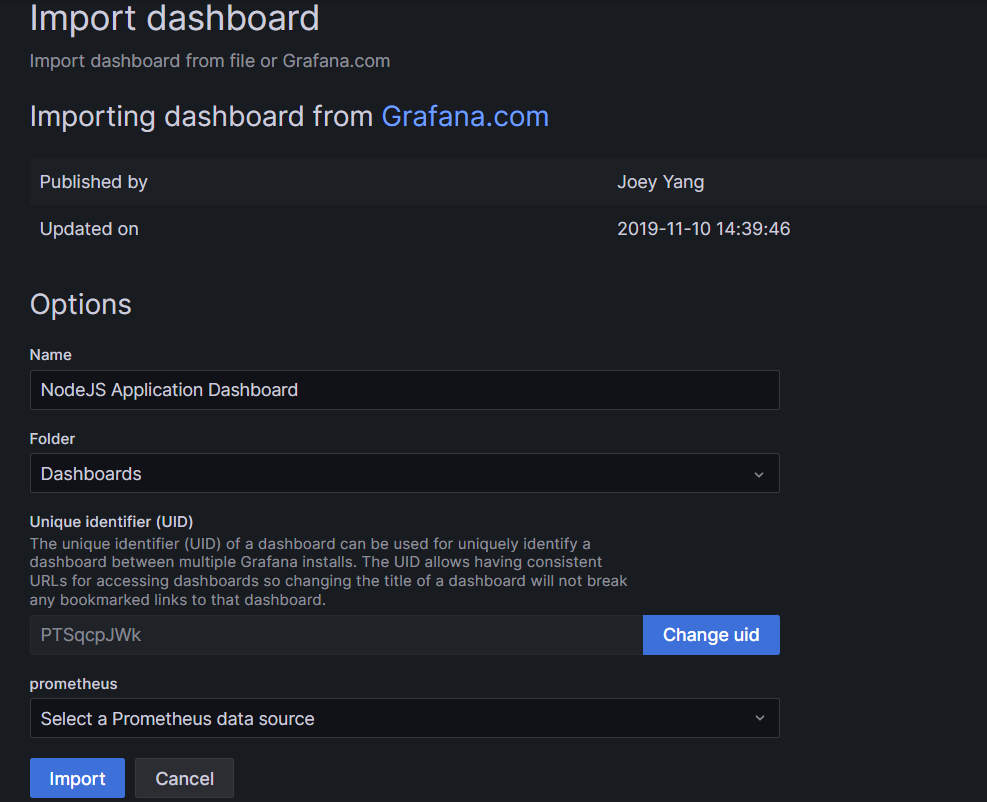 Import dashboard
Import dashboard from file or Grafana.com
Importing dashboard from Grafana.com
Published by Joey Yang
Updated on 2019-11-10 14:39:46
Options
Name
NodeJS Application Dashboard
Folder
Dashboards
Unique identifier (UID)
The unique identifier (UID) of a dashboard can be used for uniquely identify a
dashboard between multiple Grafana installs. The UID allows having consistent
URLs for accessing dashboards so changing the title of a dashboard will not break
any bookmarked links to that dashboard.
PTSqcpJWk Change uid
prometheus
Select a Prometheus data source
Import Cancel